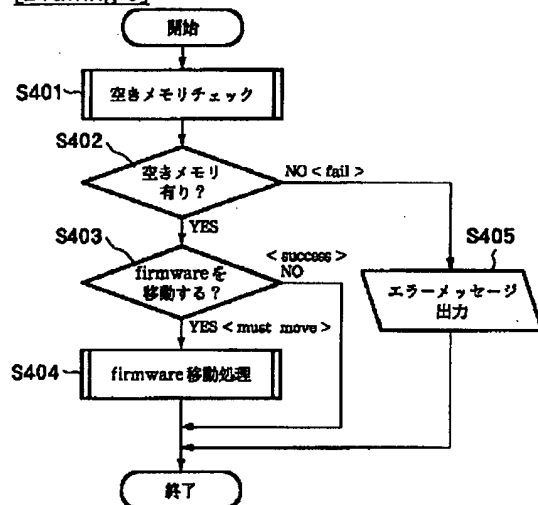 開始
S401
空きメモリチェック
S402
空きメモリ
有り?
NO < fail >
YES
S403
firmwareを
移動する?
< success >
NO
S405
エラーメッセージ
出力
YES < must move >
S404
firmware移動処理
終了